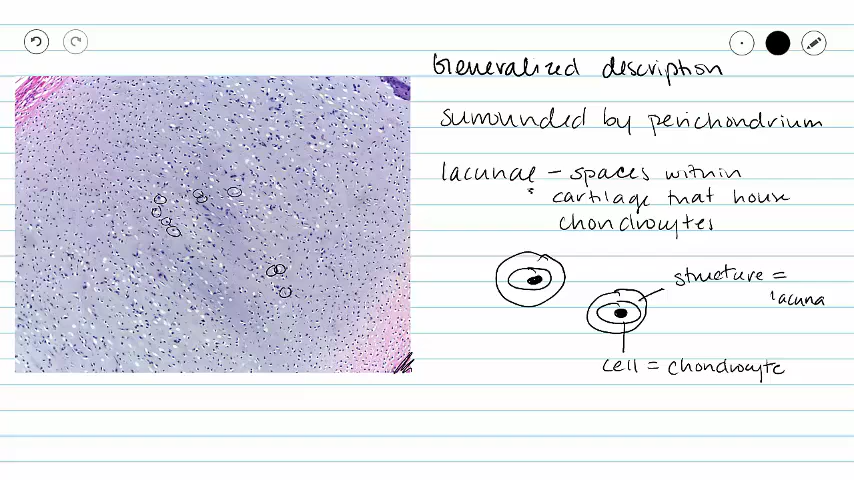 Generalized description
surrounded by perichondrium
lacunae – spaces within
cartilage that house
chondrocytes
structure =
lacuna
cell = chondrocyte